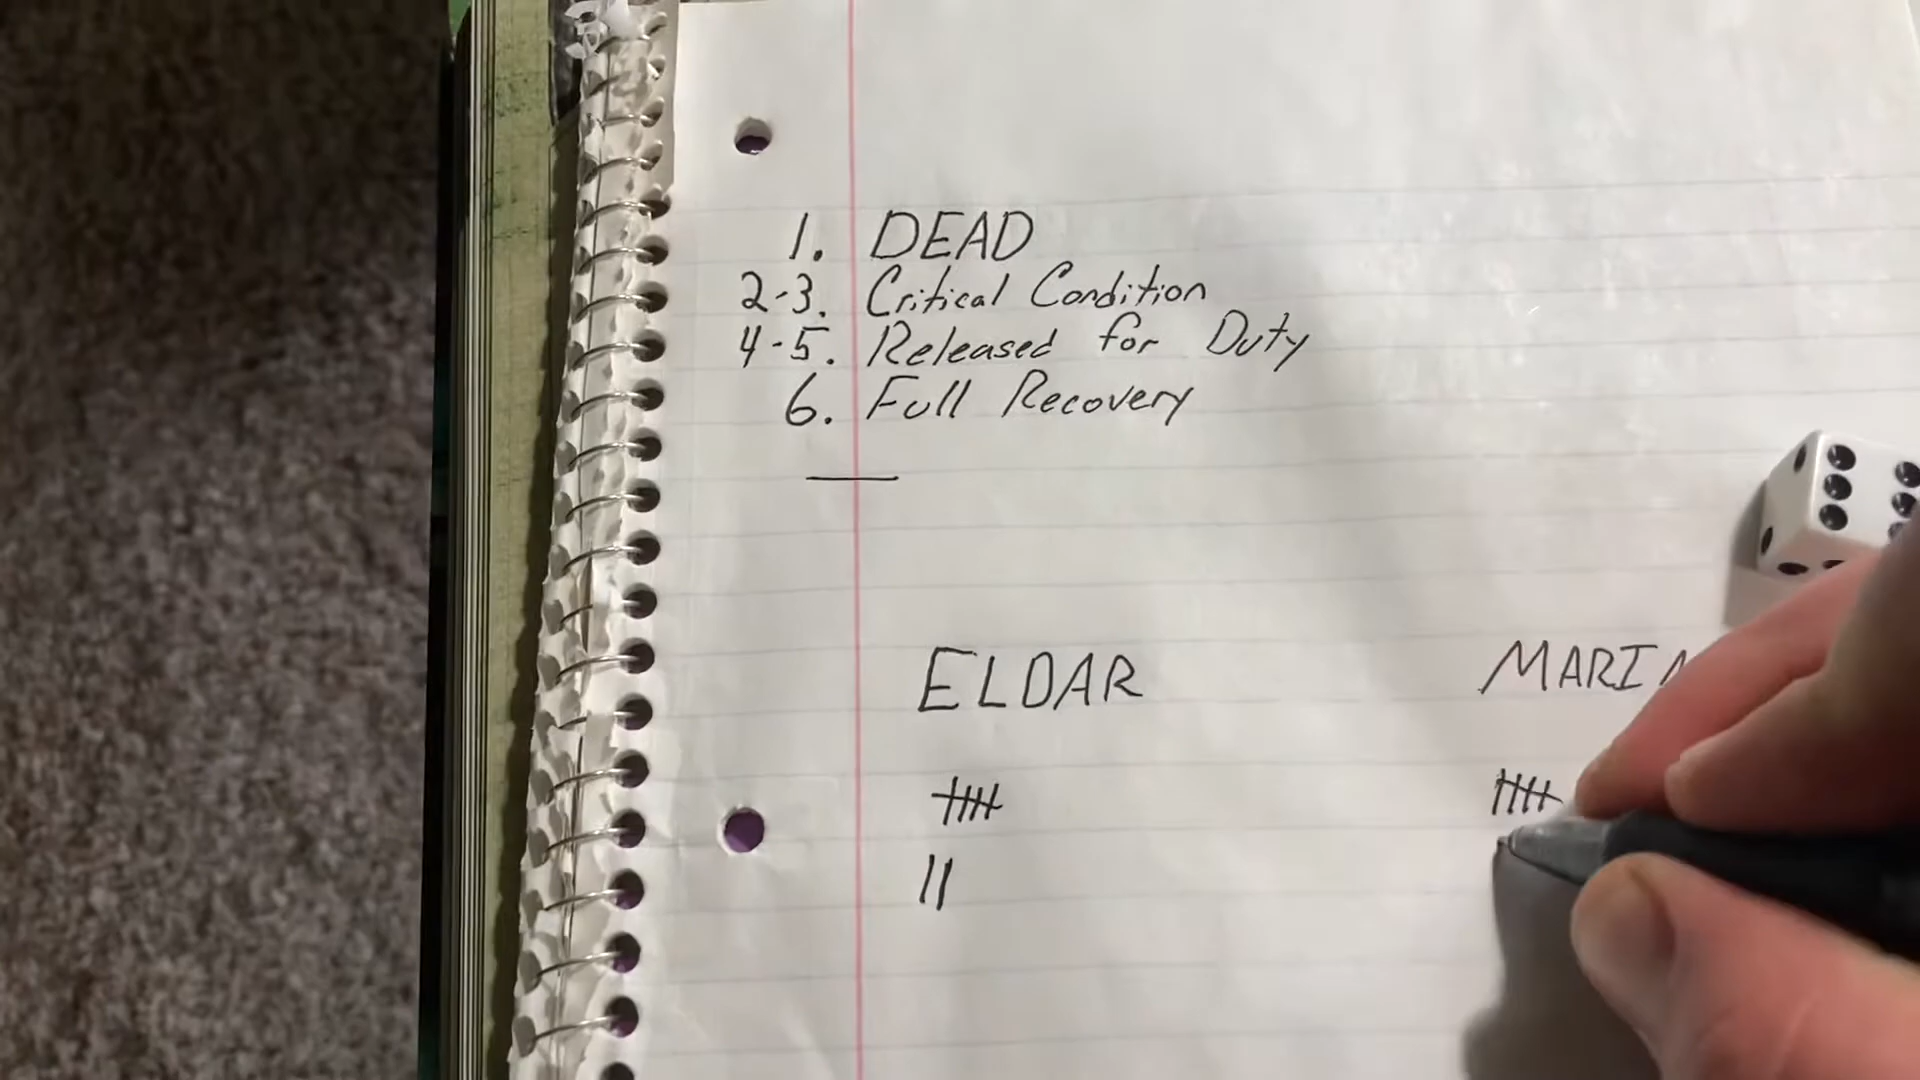 1. DEAD
2-3. Critical Condition
4-5. Released for Duty
6. Full Recovery
ELDAR